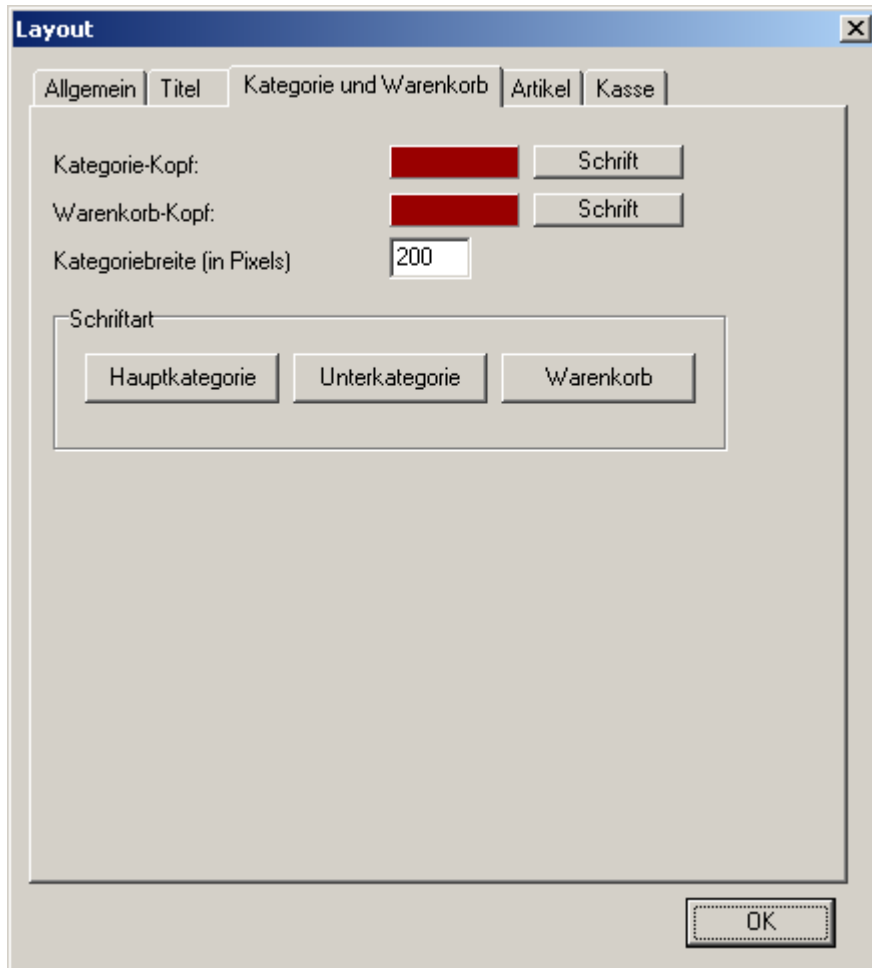 Layout
Allgemein Titel Kategorie und Warenkorb Artikel Kasse
Kategorie-Kopf: Schrift
Warenkorb-Kopf: Schrift
Kategoriebreite (in Pixels) 200
Schriftart
Hauptkategorie Unterkategorie Warenkorb
OK